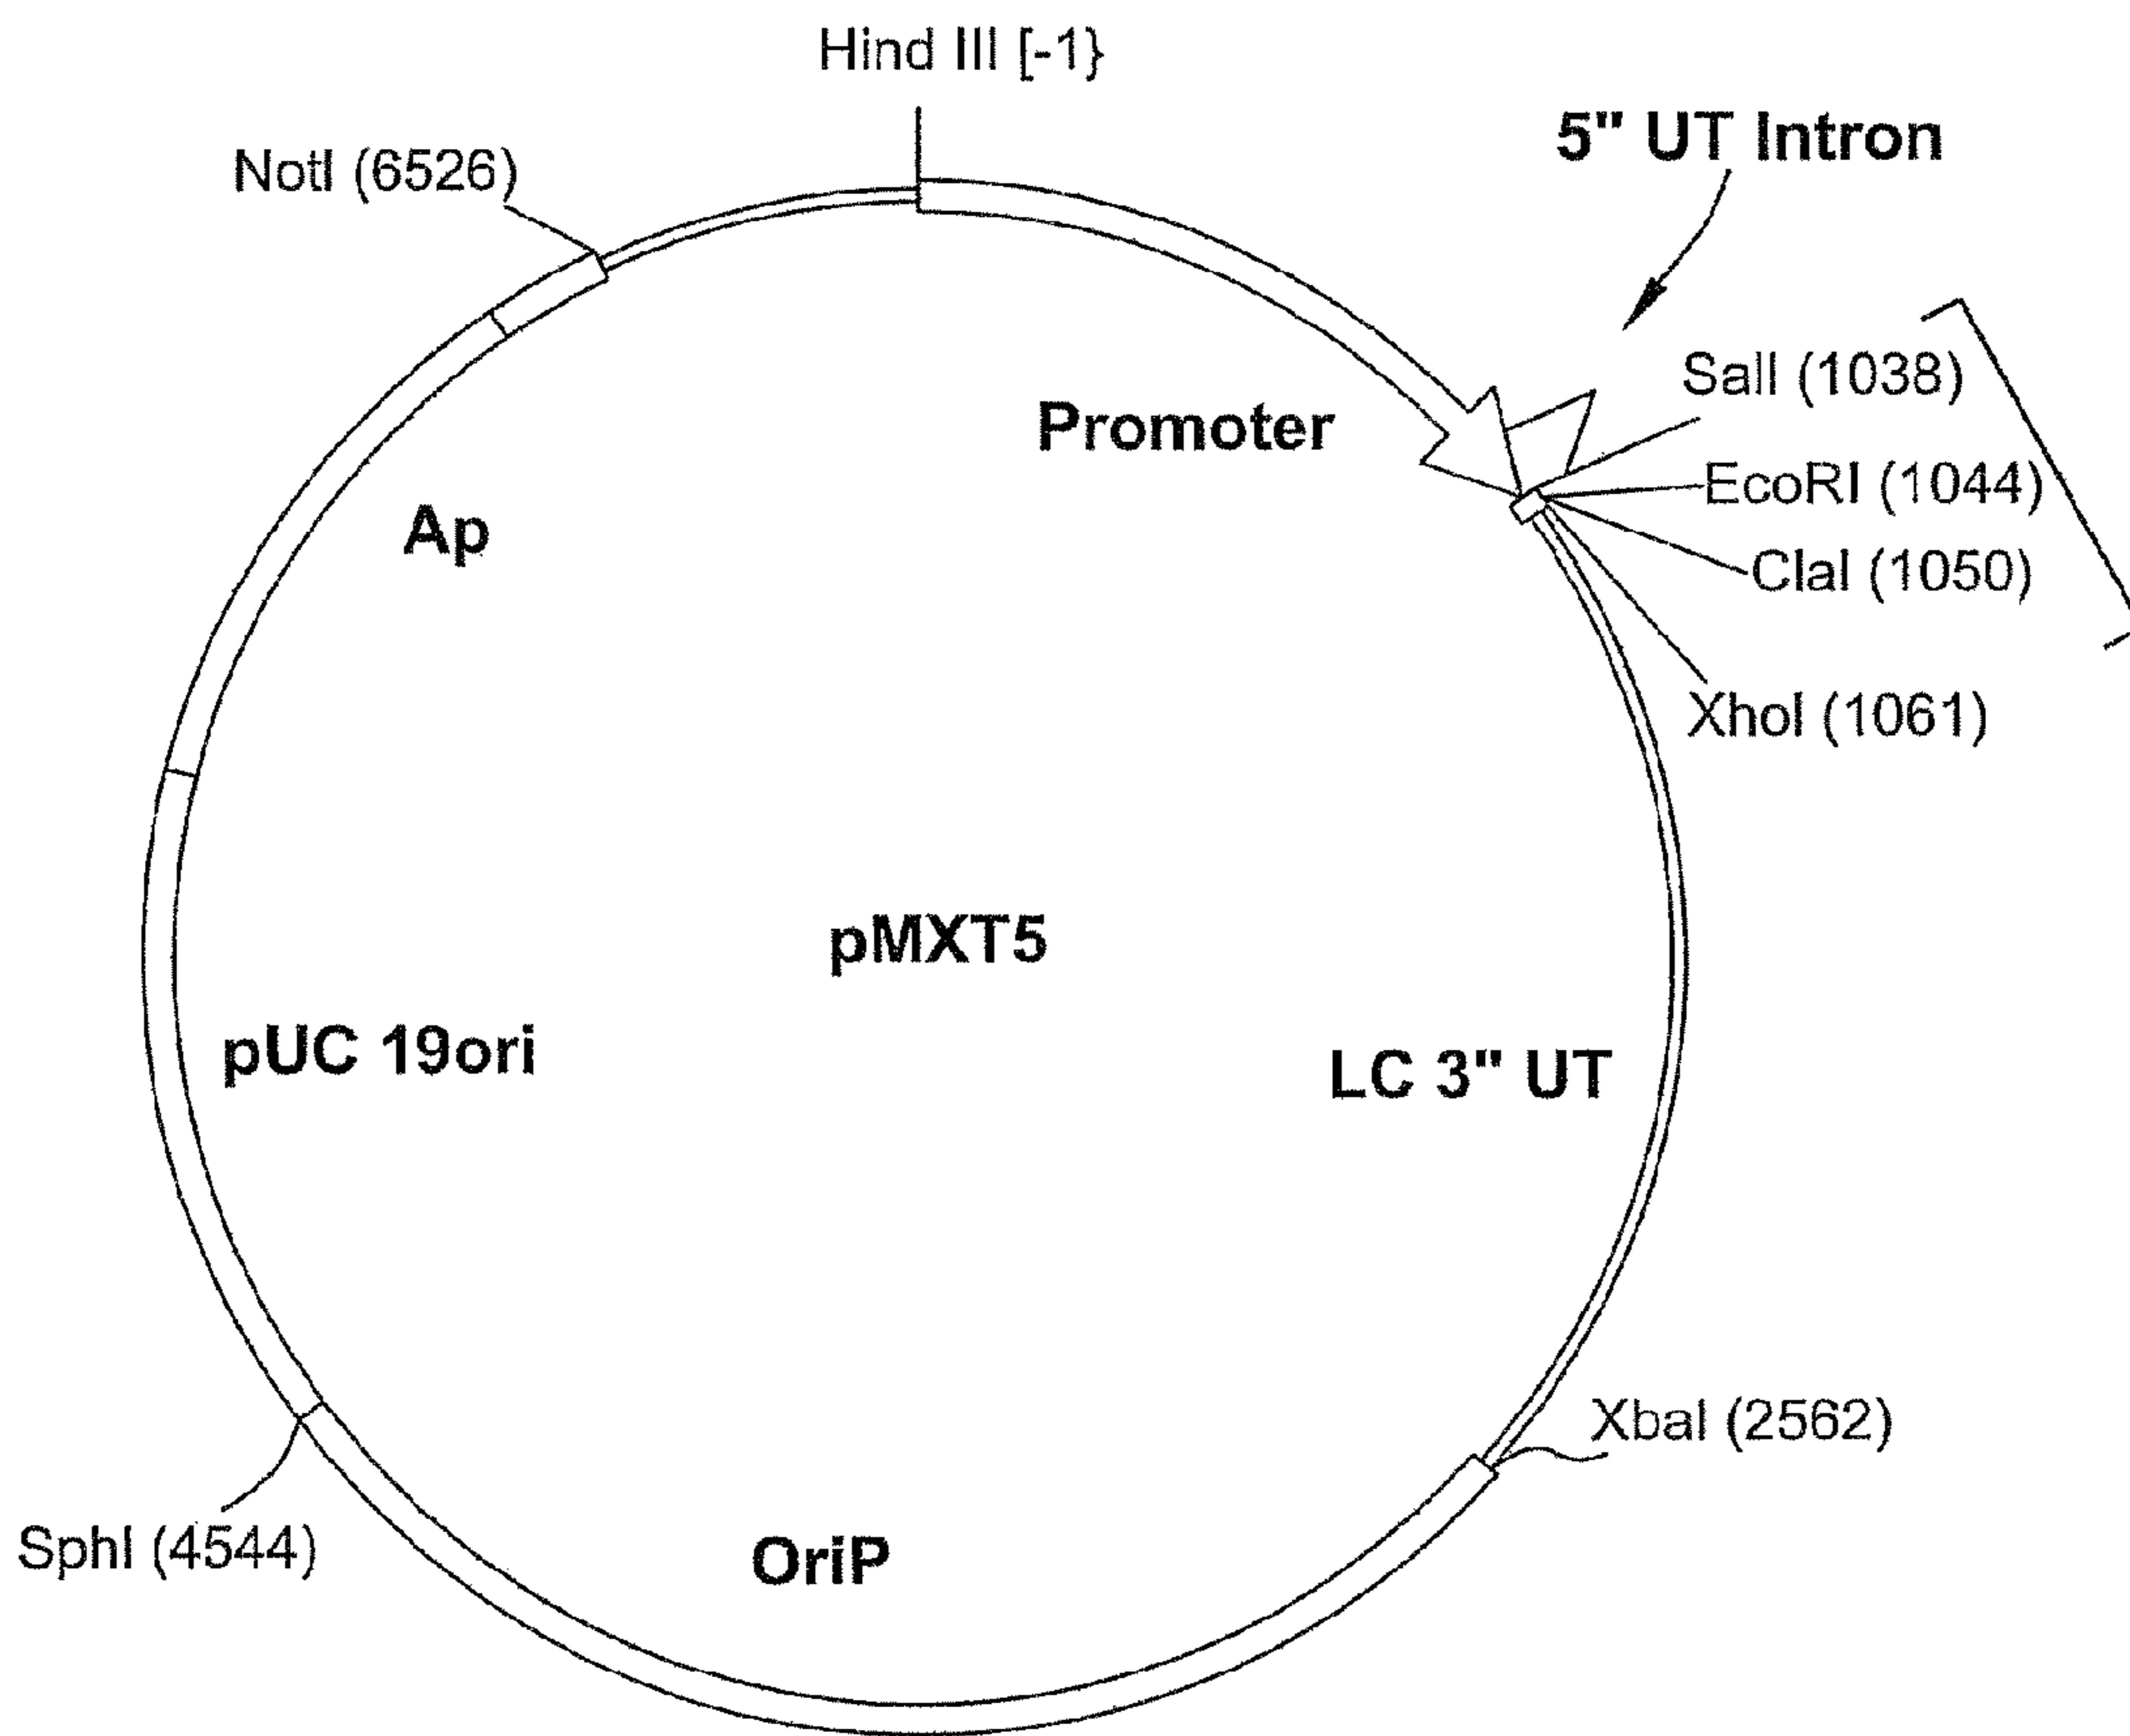 Hind III [-1}
5" UT Intron
NotI (6526)
SalI (1038)
Promoter
EcoRI (1044)
Ap
ClaI (1050)
XhoI (1061)
pMXT5
pUC 19ori
LC 3" UT
XbaI (2562)
SphI (4544)
OriP